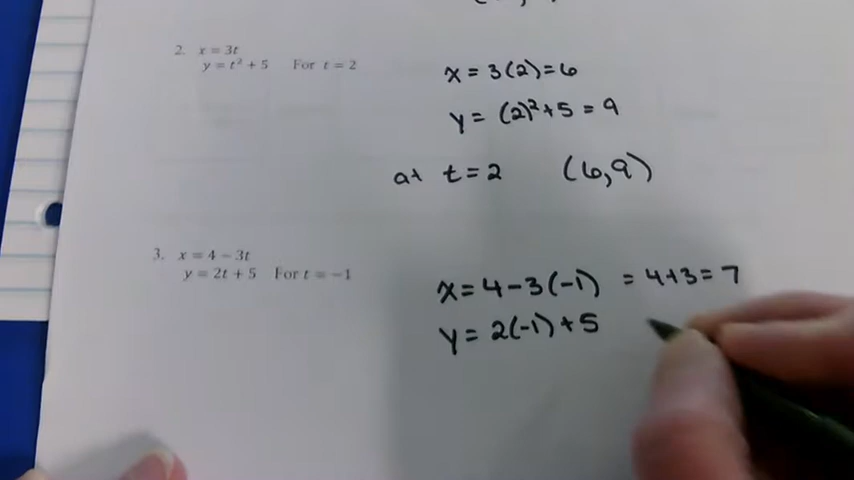 2. x = 3t
y = t² + 5 For t = 2
x = 3(2) = 6
y = (2)² + 5 = 9
at t = 2 (6,9)
3. x = 4 - 3t
y = 2t + 5 For t = -1
x = 4 - 3(-1) = 4+3 = 7
y = 2(-1) + 5